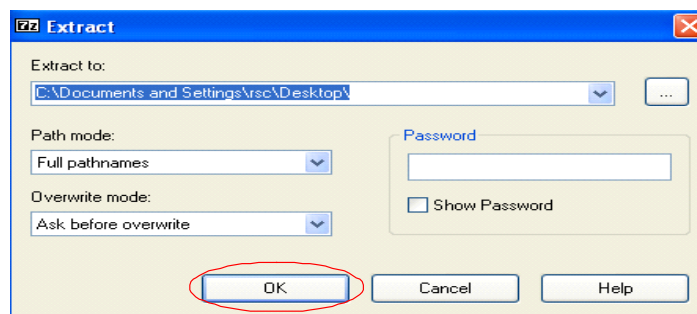 7z Extract
Extract to:
C:\Documents and Settings\rsc\Desktop\
...
Path mode:
Password
Full pathnames
Overwrite mode:
Show Password
Ask before overwrite
OK Cancel Help